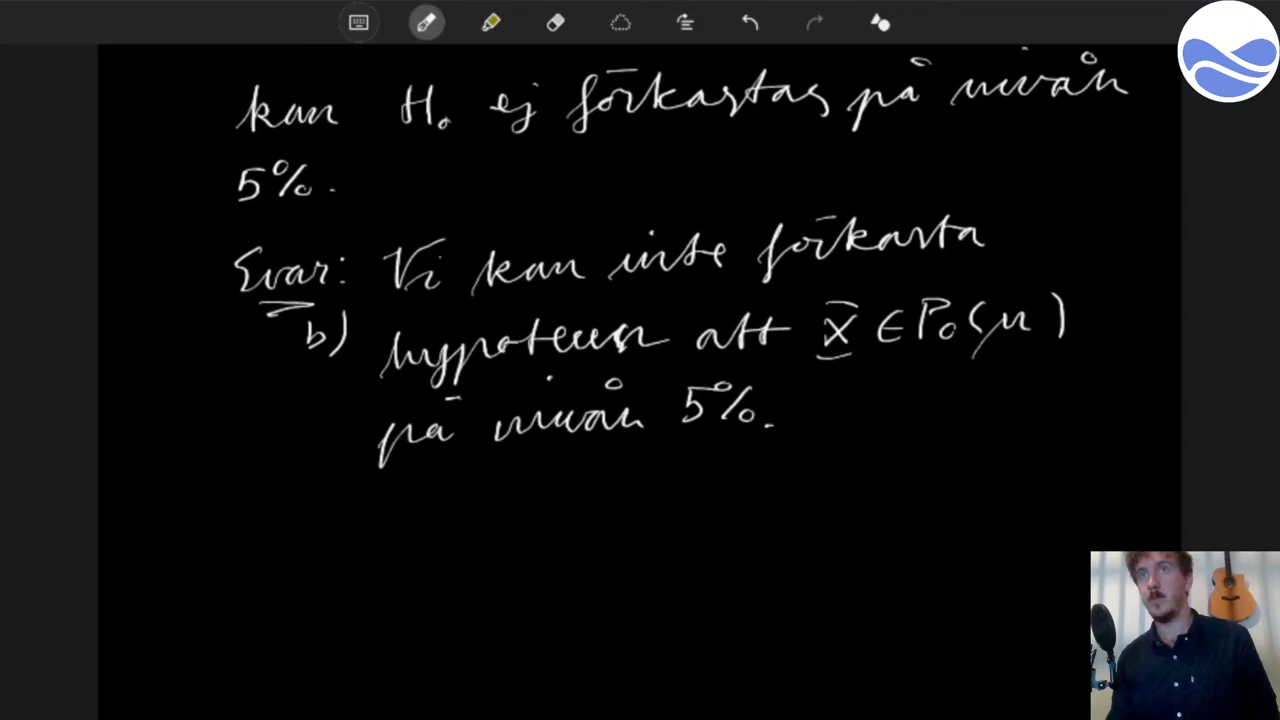 kan H₀ ej förkastas på nivån
5%.
Svar: Vi kan inte förkasta
b) hypotesen att X ∈ Po(μ)
på nivån 5%.